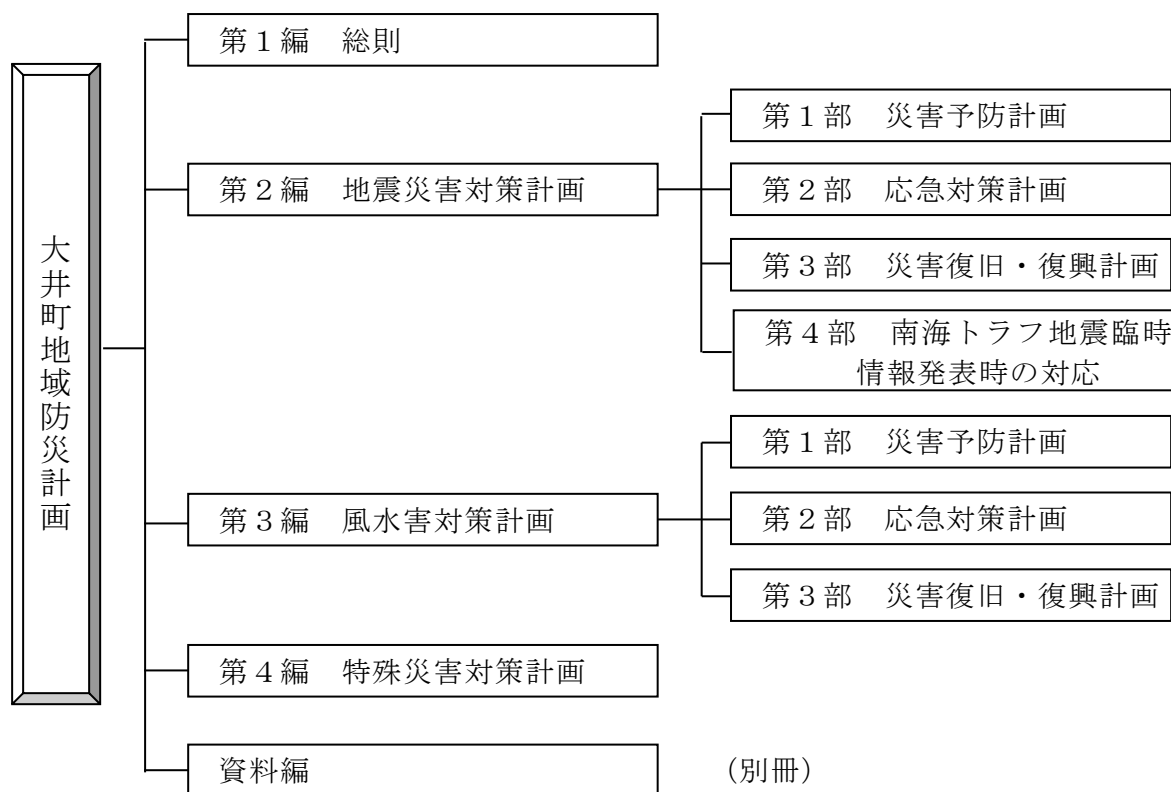 大井町地域防災計画
第１編　総則
第２編　地震災害対策計画
第１部　災害予防計画
第２部　応急対策計画
第３部　災害復旧・復興計画
第４部　南海トラフ地震臨時
情報発表時の対応
第３編　風水害対策計画
第１部　災害予防計画
第２部　応急対策計画
第３部　災害復旧・復興計画
第４編　特殊災害対策計画
資料編
（別冊）